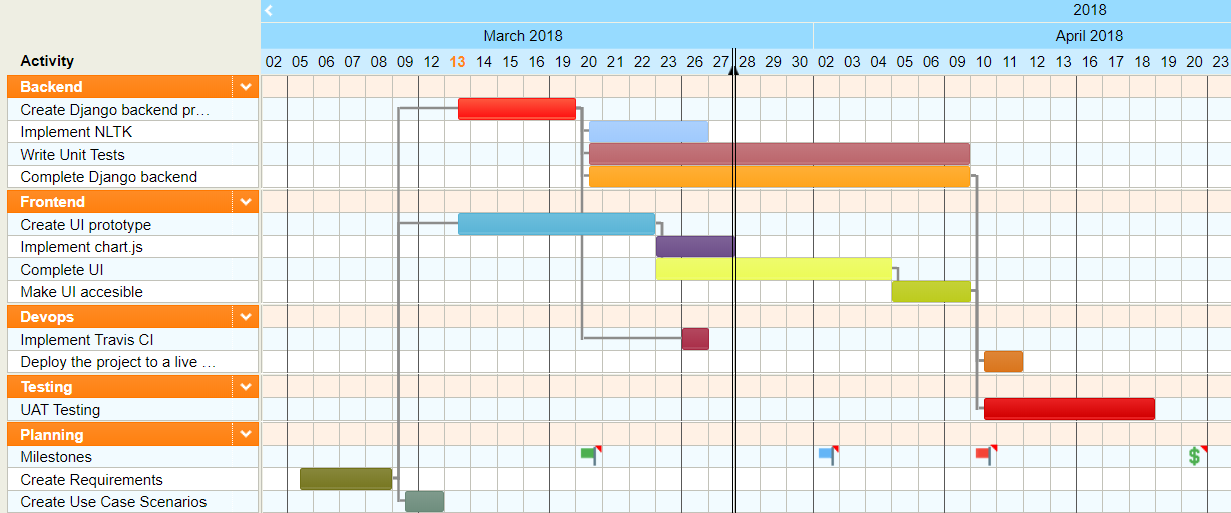 2018
March 2018 April 2018
Activity 02 05 06 07 08 09 12 13 14 15 16 19 20 21 22 23 26 27 28 29 30 02 03 04 05 06 09 10 11 12 13 16 17 18 19 20 23
Backend
Create Django backend pr…
Implement NLTK
Write Unit Tests
Complete Django backend
Frontend
Create UI prototype
Implement chart.js
Complete UI
Make UI accesible
Devops
Implement Travis CI
Deploy the project to a live …
Testing
UAT Testing
Planning
Milestones $
Create Requirements
Create Use Case Scenarios